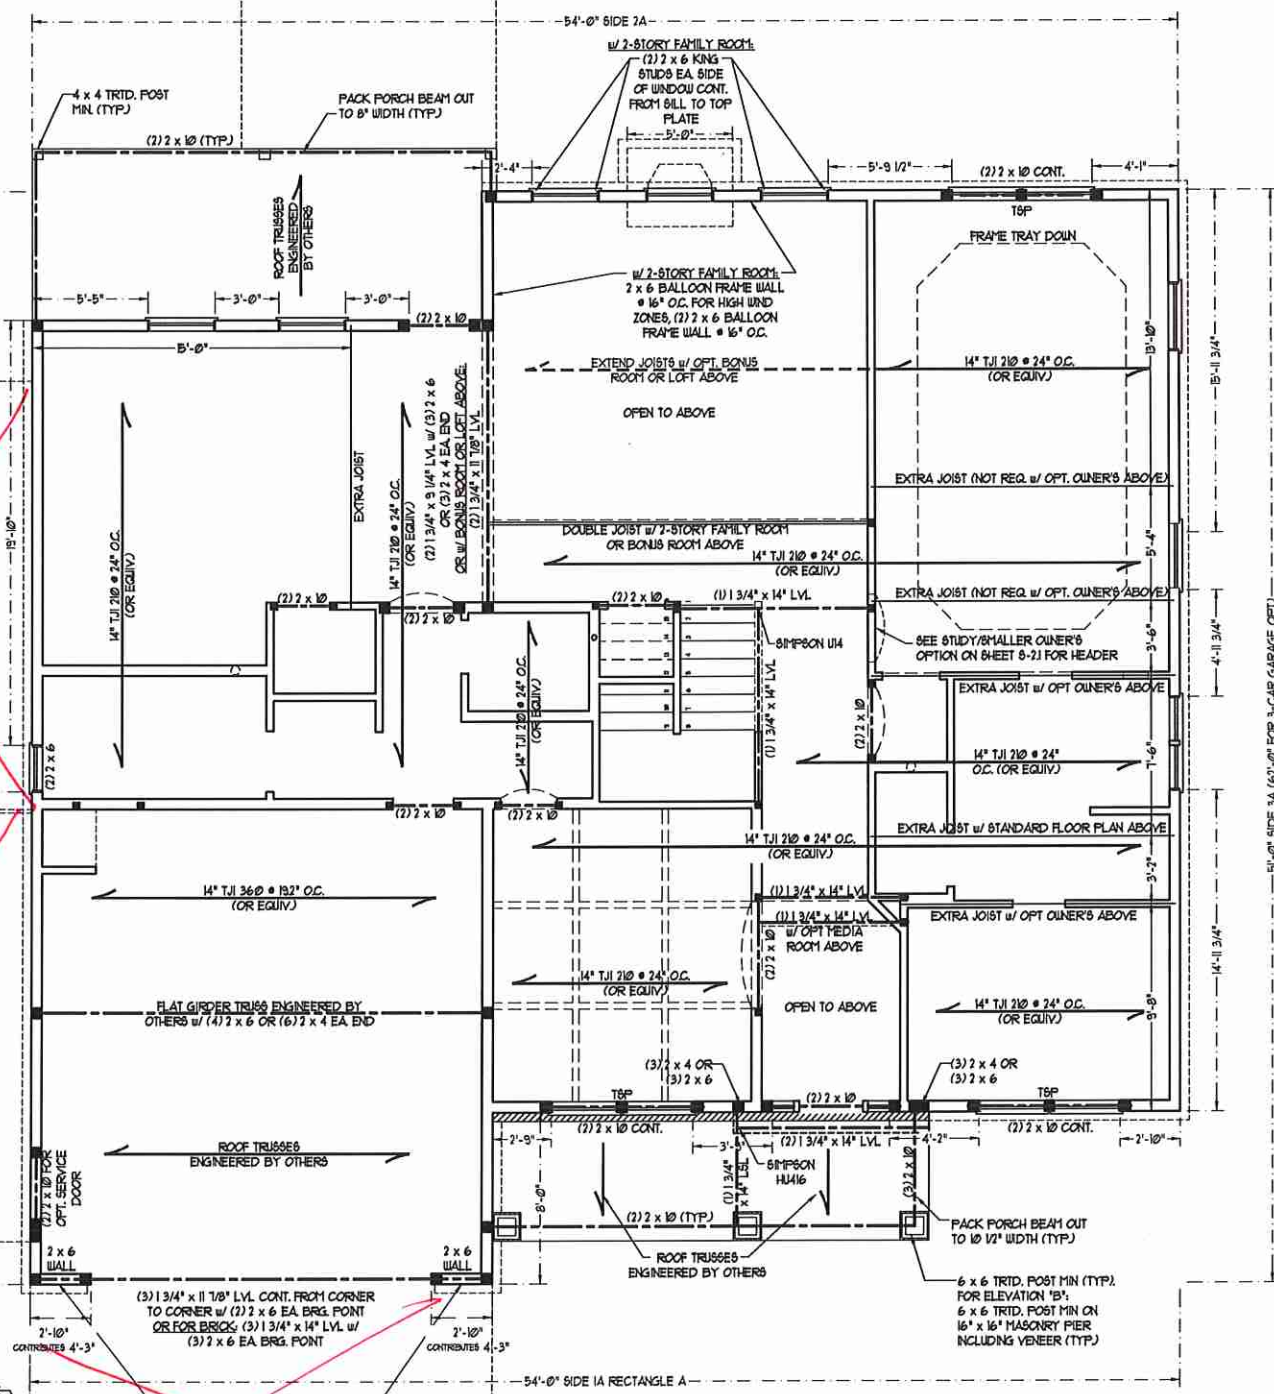 54'-0" SIDE 2A
w/ 2-STORY FAMILY ROOM:
(2) 2 x 6 KING
STUDS EA. SIDE
OF WINDOW CONT.
FROM SILL TO TOP
PLATE
5'-0"
4 x 4 TRTD. POST
MIN. (TYP.)
PACK PORCH BEAM OUT
TO 8" WIDTH (TYP.)
(2) 2 x 10 (TYP.)
2'-4"
5'-9 1/2"
(2) 2 x 10 CONT.
4'-1"
TSP
FRAME TRAY DOWN
ROOF TRUSSES
ENGINEERED
BY OTHERS
w/ 2-STORY FAMILY ROOM:
2 x 6 BALLOON FRAME WALL
@ 16" O.C. FOR HIGH WIND
ZONES, (2) 2 x 6 BALLOON
FRAME WALL @ 16" O.C.
5'-5"
3'-0"
3'-0"
(2) 2 x 10
15'-0"
EXTEND JOISTS w/ OPT. BONUS
ROOM OR LOFT ABOVE
14" TJI 210 @ 24" O.C.
(OR EQUIV.)
13'-10"
15'-11 3/4"
OPEN TO ABOVE
(2) 1 3/4" x 9 1/4" LVL w/ (3) 2 x 6
OR (3) 2 x 4 EA. END
OR w/ BONUS ROOM OR LOFT ABOVE:
(2) 1 3/4" x 11 7/8" LVL
EXTRA JOIST
14" TJI 210 @ 24" O.C.
(OR EQUIV.)
14" TJI 210 @ 24" O.C.
(OR EQUIV.)
19'-10"
EXTRA JOIST (NOT REQ. w/ OPT. OWNER'S ABOVE)
DOUBLE JOIST w/ 2-STORY FAMILY ROOM
OR BONUS ROOM ABOVE
14" TJI 210 @ 24" O.C.
(OR EQUIV.)
5'-4"
EXTRA JOIST (NOT REQ. w/ OPT. OWNER'S ABOVE)
(2) 2 x 10
(2) 2 x 10
(2) 2 x 10
(1) 1 3/4" x 14" LVL
SIMPSON U14
SEE STUDY/SMALLER OWNER'S
OPTION ON SHEET S-2.1 FOR HEADER
3'-6"
4'-11 3/4"
(1) 1 3/4" x 14" LVL
14" TJI 210 @ 24" O.C.
(OR EQUIV.)
EXTRA JOIST w/ OPT OWNER'S ABOVE
(2) 2 x 10
14" TJI 210 @ 24"
O.C. (OR EQUIV.)
7'-6"
(2) 2 x 6
(2) 2 x 10
(2) 2 x 10
EXTRA JOIST w/ STANDARD FLOOR PLAN ABOVE
14" TJI 210 @ 24" O.C.
(OR EQUIV.)
3'-2"
14" TJI 360 @ 19.2" O.C.
(OR EQUIV.)
(1) 1 3/4" x 14" LVL
(1) 1 3/4" x 14" LVL
w/ OPT MEDIA
ROOM ABOVE
(2) 2 x 10
EXTRA JOIST w/ OPT OWNER'S ABOVE
14'-11 3/4"
51'-0" SIDE 3A (62'-0" FOR 3-CAR GARAGE OPT.)
14" TJI 210 @ 24" O.C.
(OR EQUIV.)
OPEN TO ABOVE
14" TJI 210 @ 24" O.C.
(OR EQUIV.)
9'-8"
FLAT GIRDER TRUSS ENGINEERED BY
OTHERS w/ (4) 2 x 6 OR (6) 2 x 4 EA. END
(3) 2 x 4 OR
(3) 2 x 6
(3) 2 x 4 OR
(3) 2 x 6
TSP
(2) 2 x 10
TSP
(2) 2 x 10 CONT.
(2) 2 x 10 CONT.
2'-9"
(2) 1 3/4" x 14" LVL
4'-2"
2'-10"
ROOF TRUSSES
ENGINEERED BY OTHERS
(2) 2 x 10 FOR
OPT. SERVICE
DOOR
SIMPSON
HU416
(1) 1 3/4"
x 14" LSL
(3) 2 x 10
8'-0"
(2) 2 x 10 (TYP.)
PACK PORCH BEAM OUT
TO 10 1/2" WIDTH (TYP.)
2 x 6
WALL
2 x 6
WALL
ROOF TRUSSES
ENGINEERED BY OTHERS
(3) 1 3/4" x 11 7/8" LVL CONT. FROM CORNER
TO CORNER w/ (2) 2 x 6 EA. BRG. POINT
OR FOR BRICK: (3) 1 3/4" x 14" LVL w/
(3) 2 x 6 EA. BRG. POINT
6 x 6 TRTD. POST MIN (TYP.).
FOR ELEVATION "B":
6 x 6 TRTD. POST MIN ON
16" x 16" MASONRY PIER
INCLUDING VENEER (TYP.)
2'-10"
CONTRIBUTES 4'-3"
2'-10"
CONTRIBUTES 4'-3"
54'-0" SIDE 1A RECTANGLE A